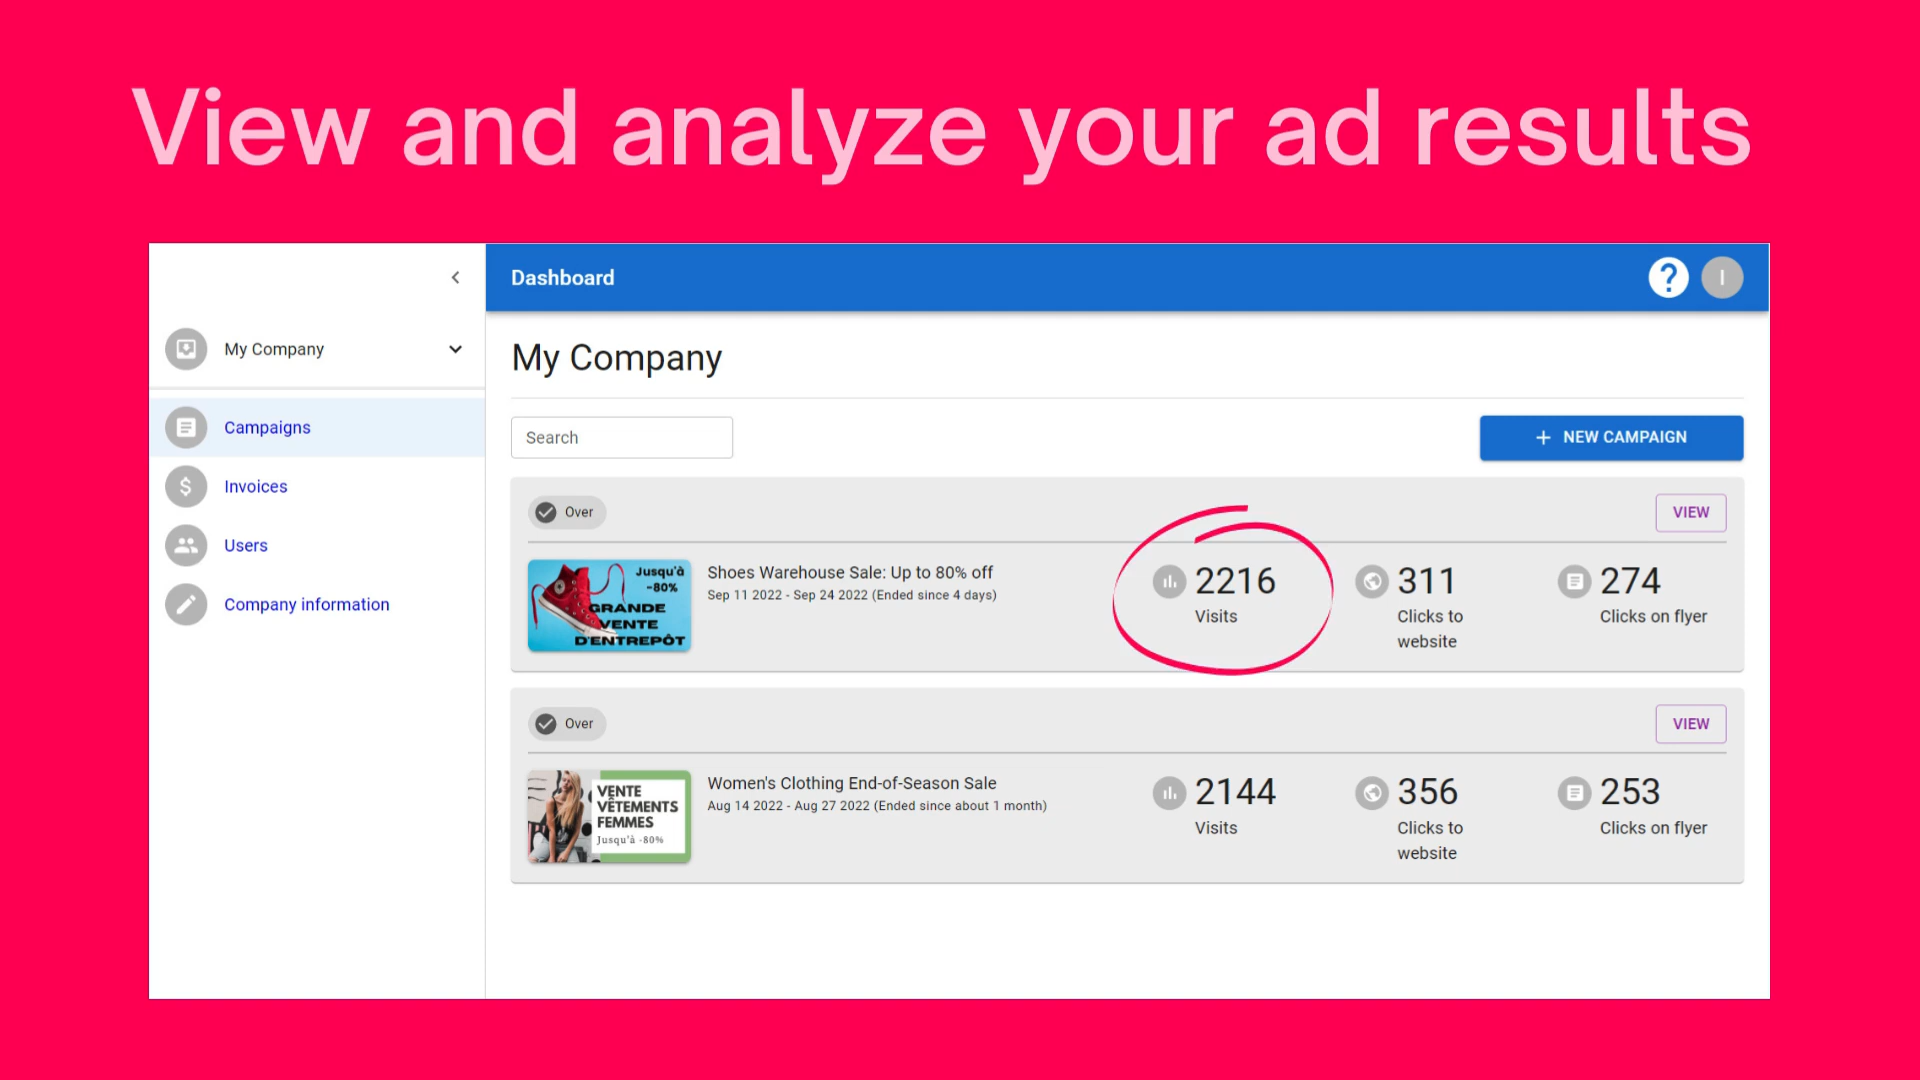 View and analyze your ad results
Dashboard
?
I
My Company
Campaigns
$
Invoices
Users
Company information
My Company
Search
+ NEW CAMPAIGN
Over
VIEW
Jusqu'à
-80%
GRANDE
VENTE
D'ENTREPÔT
Shoes Warehouse Sale: Up to 80% off
Sep 11 2022 - Sep 24 2022 (Ended since 4 days)
2216
Visits
311
Clicks to
website
274
Clicks on flyer
Over
VIEW
VENTE
VÊTEMENTS
FEMMES
Jusqu'à -80%
Women's Clothing End-of-Season Sale
Aug 14 2022 - Aug 27 2022 (Ended since about 1 month)
2144
Visits
356
Clicks to
website
253
Clicks on flyer